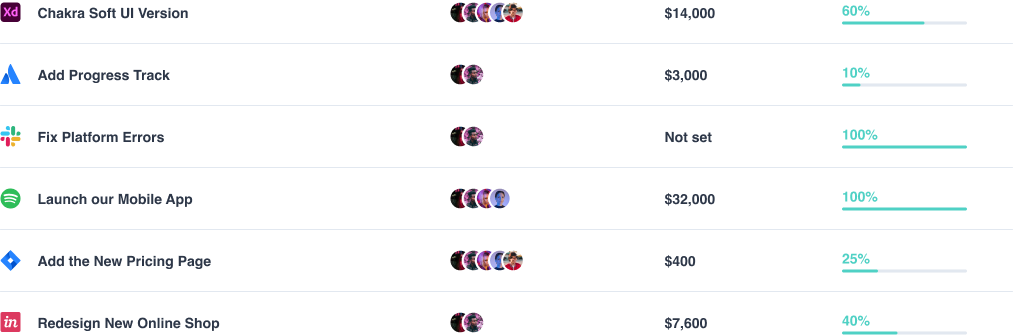 Xd Chakra Soft UI Version $14,000 60%
Add Progress Track $3,000 10%
Fix Platform Errors Not set 100%
Launch our Mobile App $32,000 100%
Add the New Pricing Page $400 25%
in Redesign New Online Shop $7,600 40%